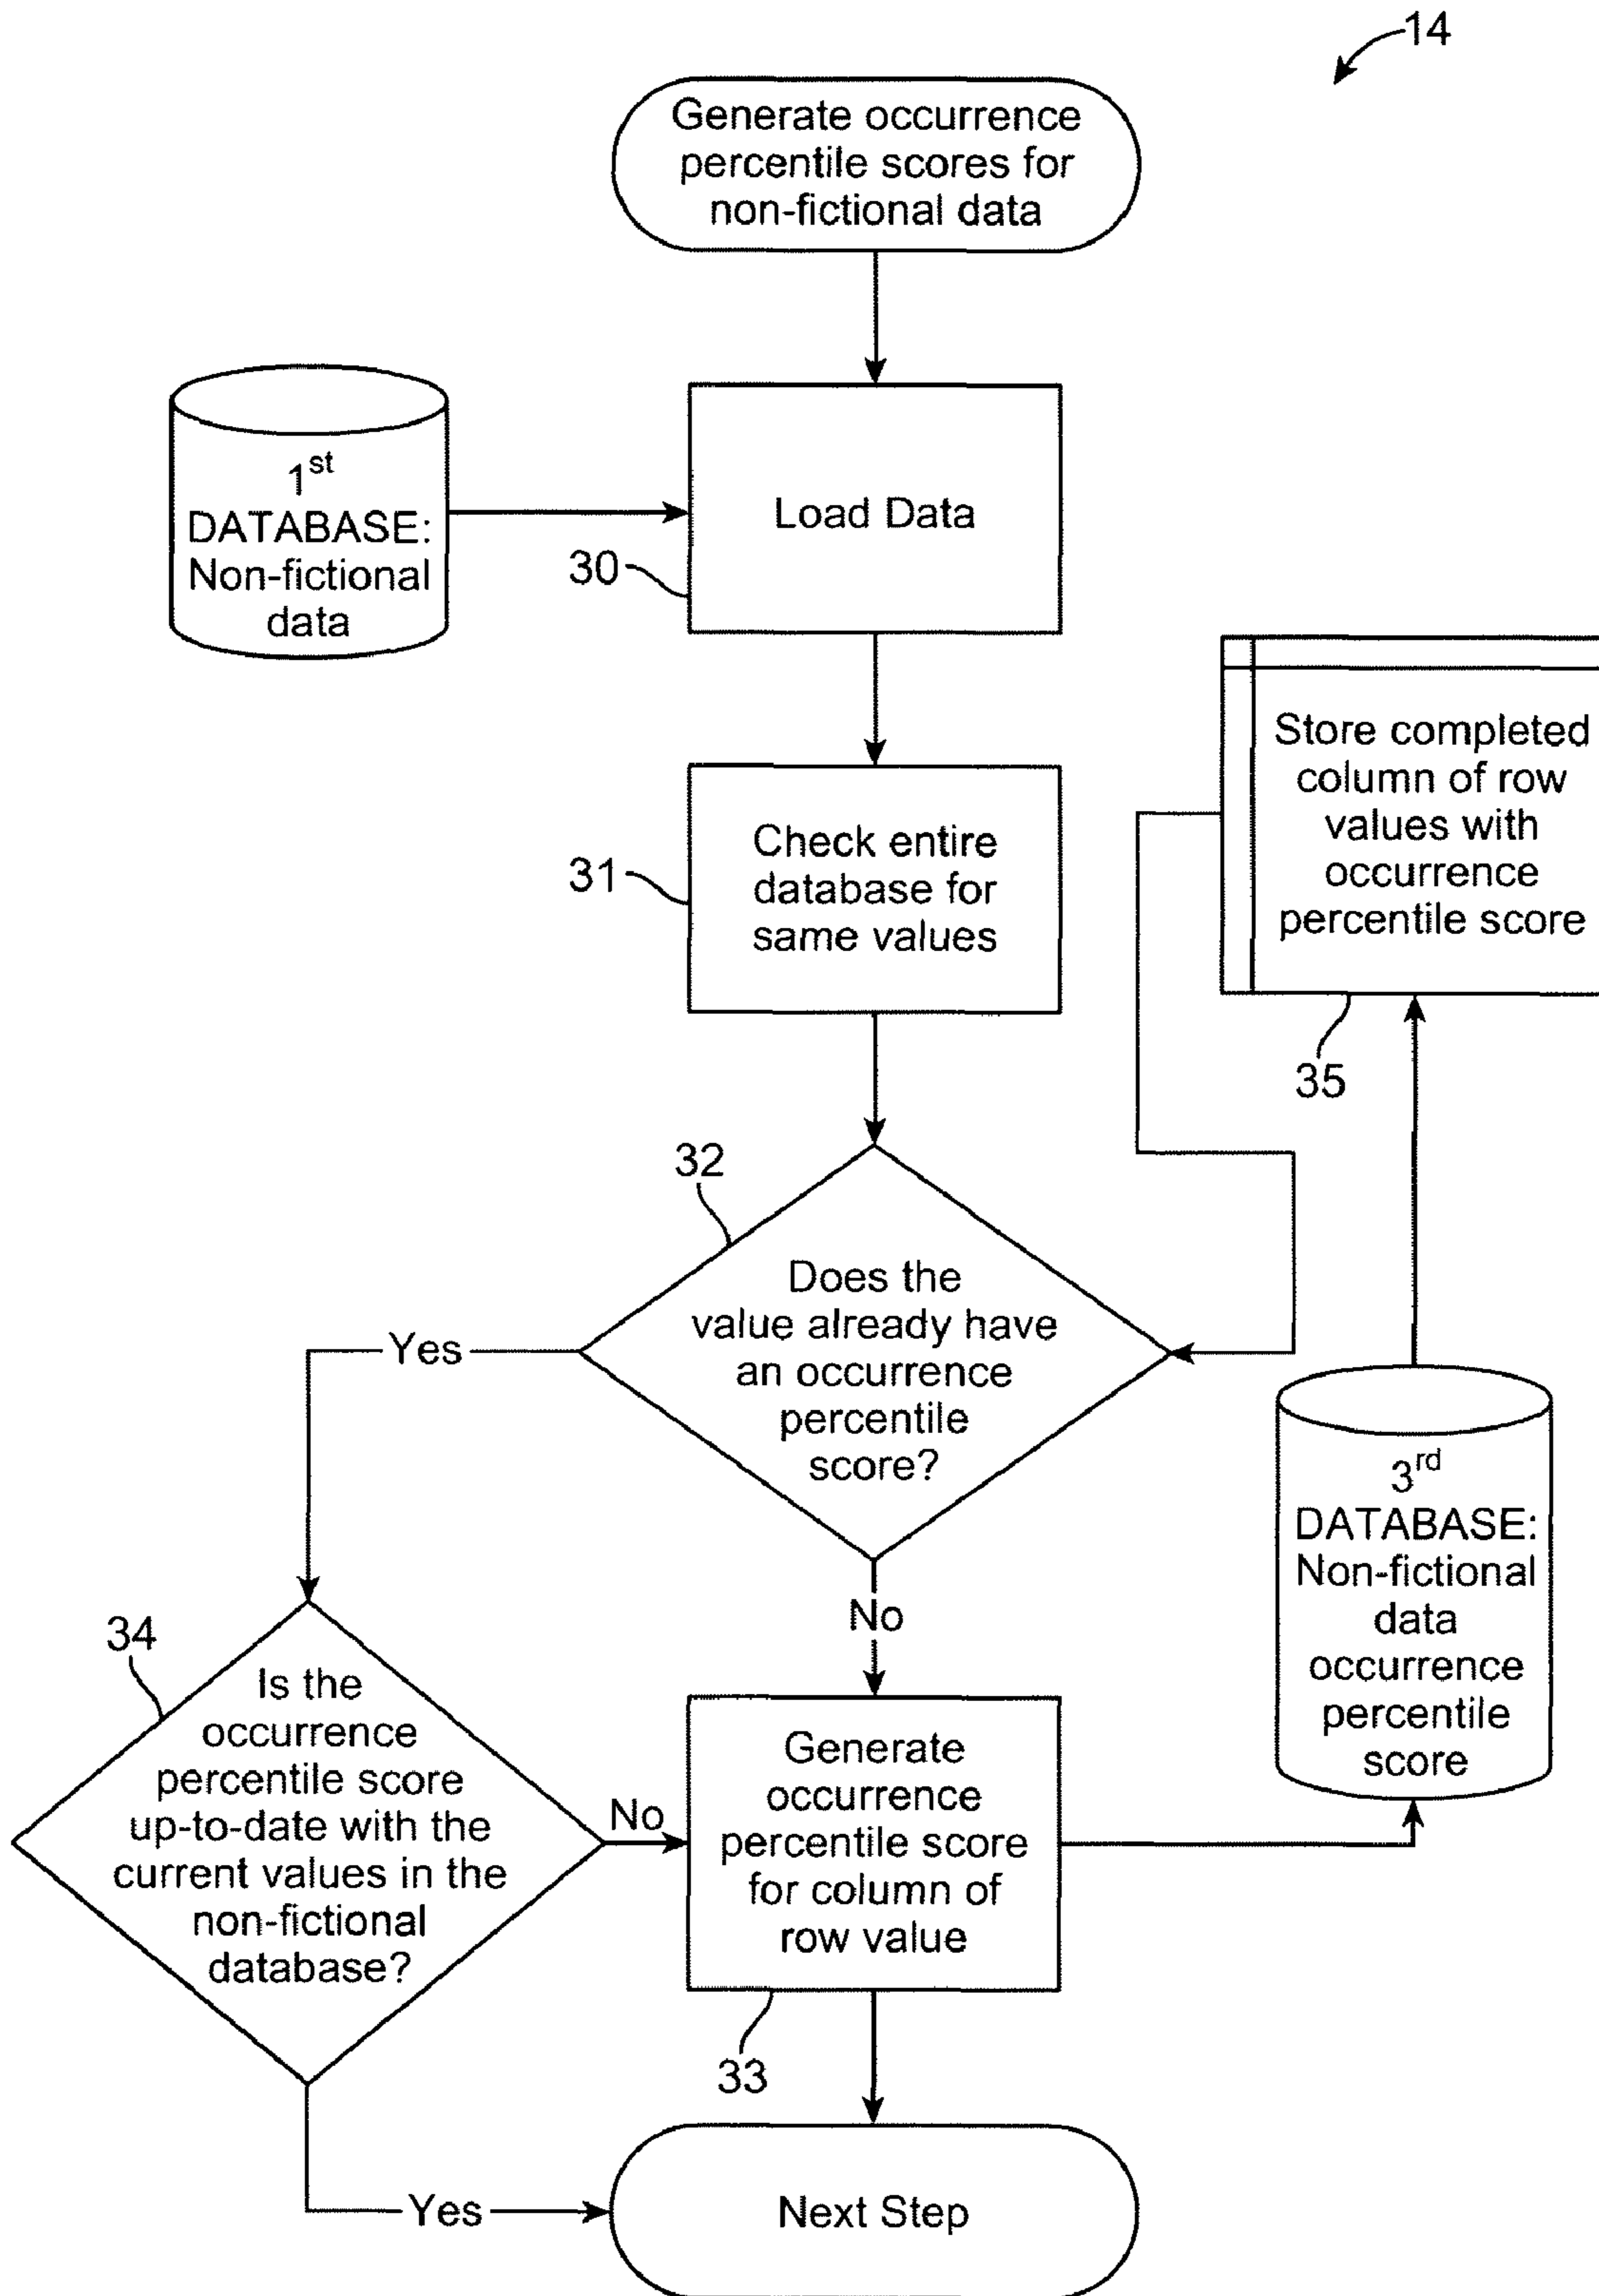 14
Generate occurrence
percentile scores for
non-fictional data
1st
DATABASE:
Non-fictional
data
Load Data
30
Check entire
database for
same values
31
Store completed
column of row
values with
occurrence
percentile score
35
32
Does the
value already have
an occurrence
percentile
score?
Yes
No
3rd
DATABASE:
Non-fictional
data
occurrence
percentile
score
34
Is the
occurrence
percentile score
up-to-date with the
current values in the
non-fictional
database?
No
Generate
occurrence
percentile score
for column of
row value
33
Yes
Next Step